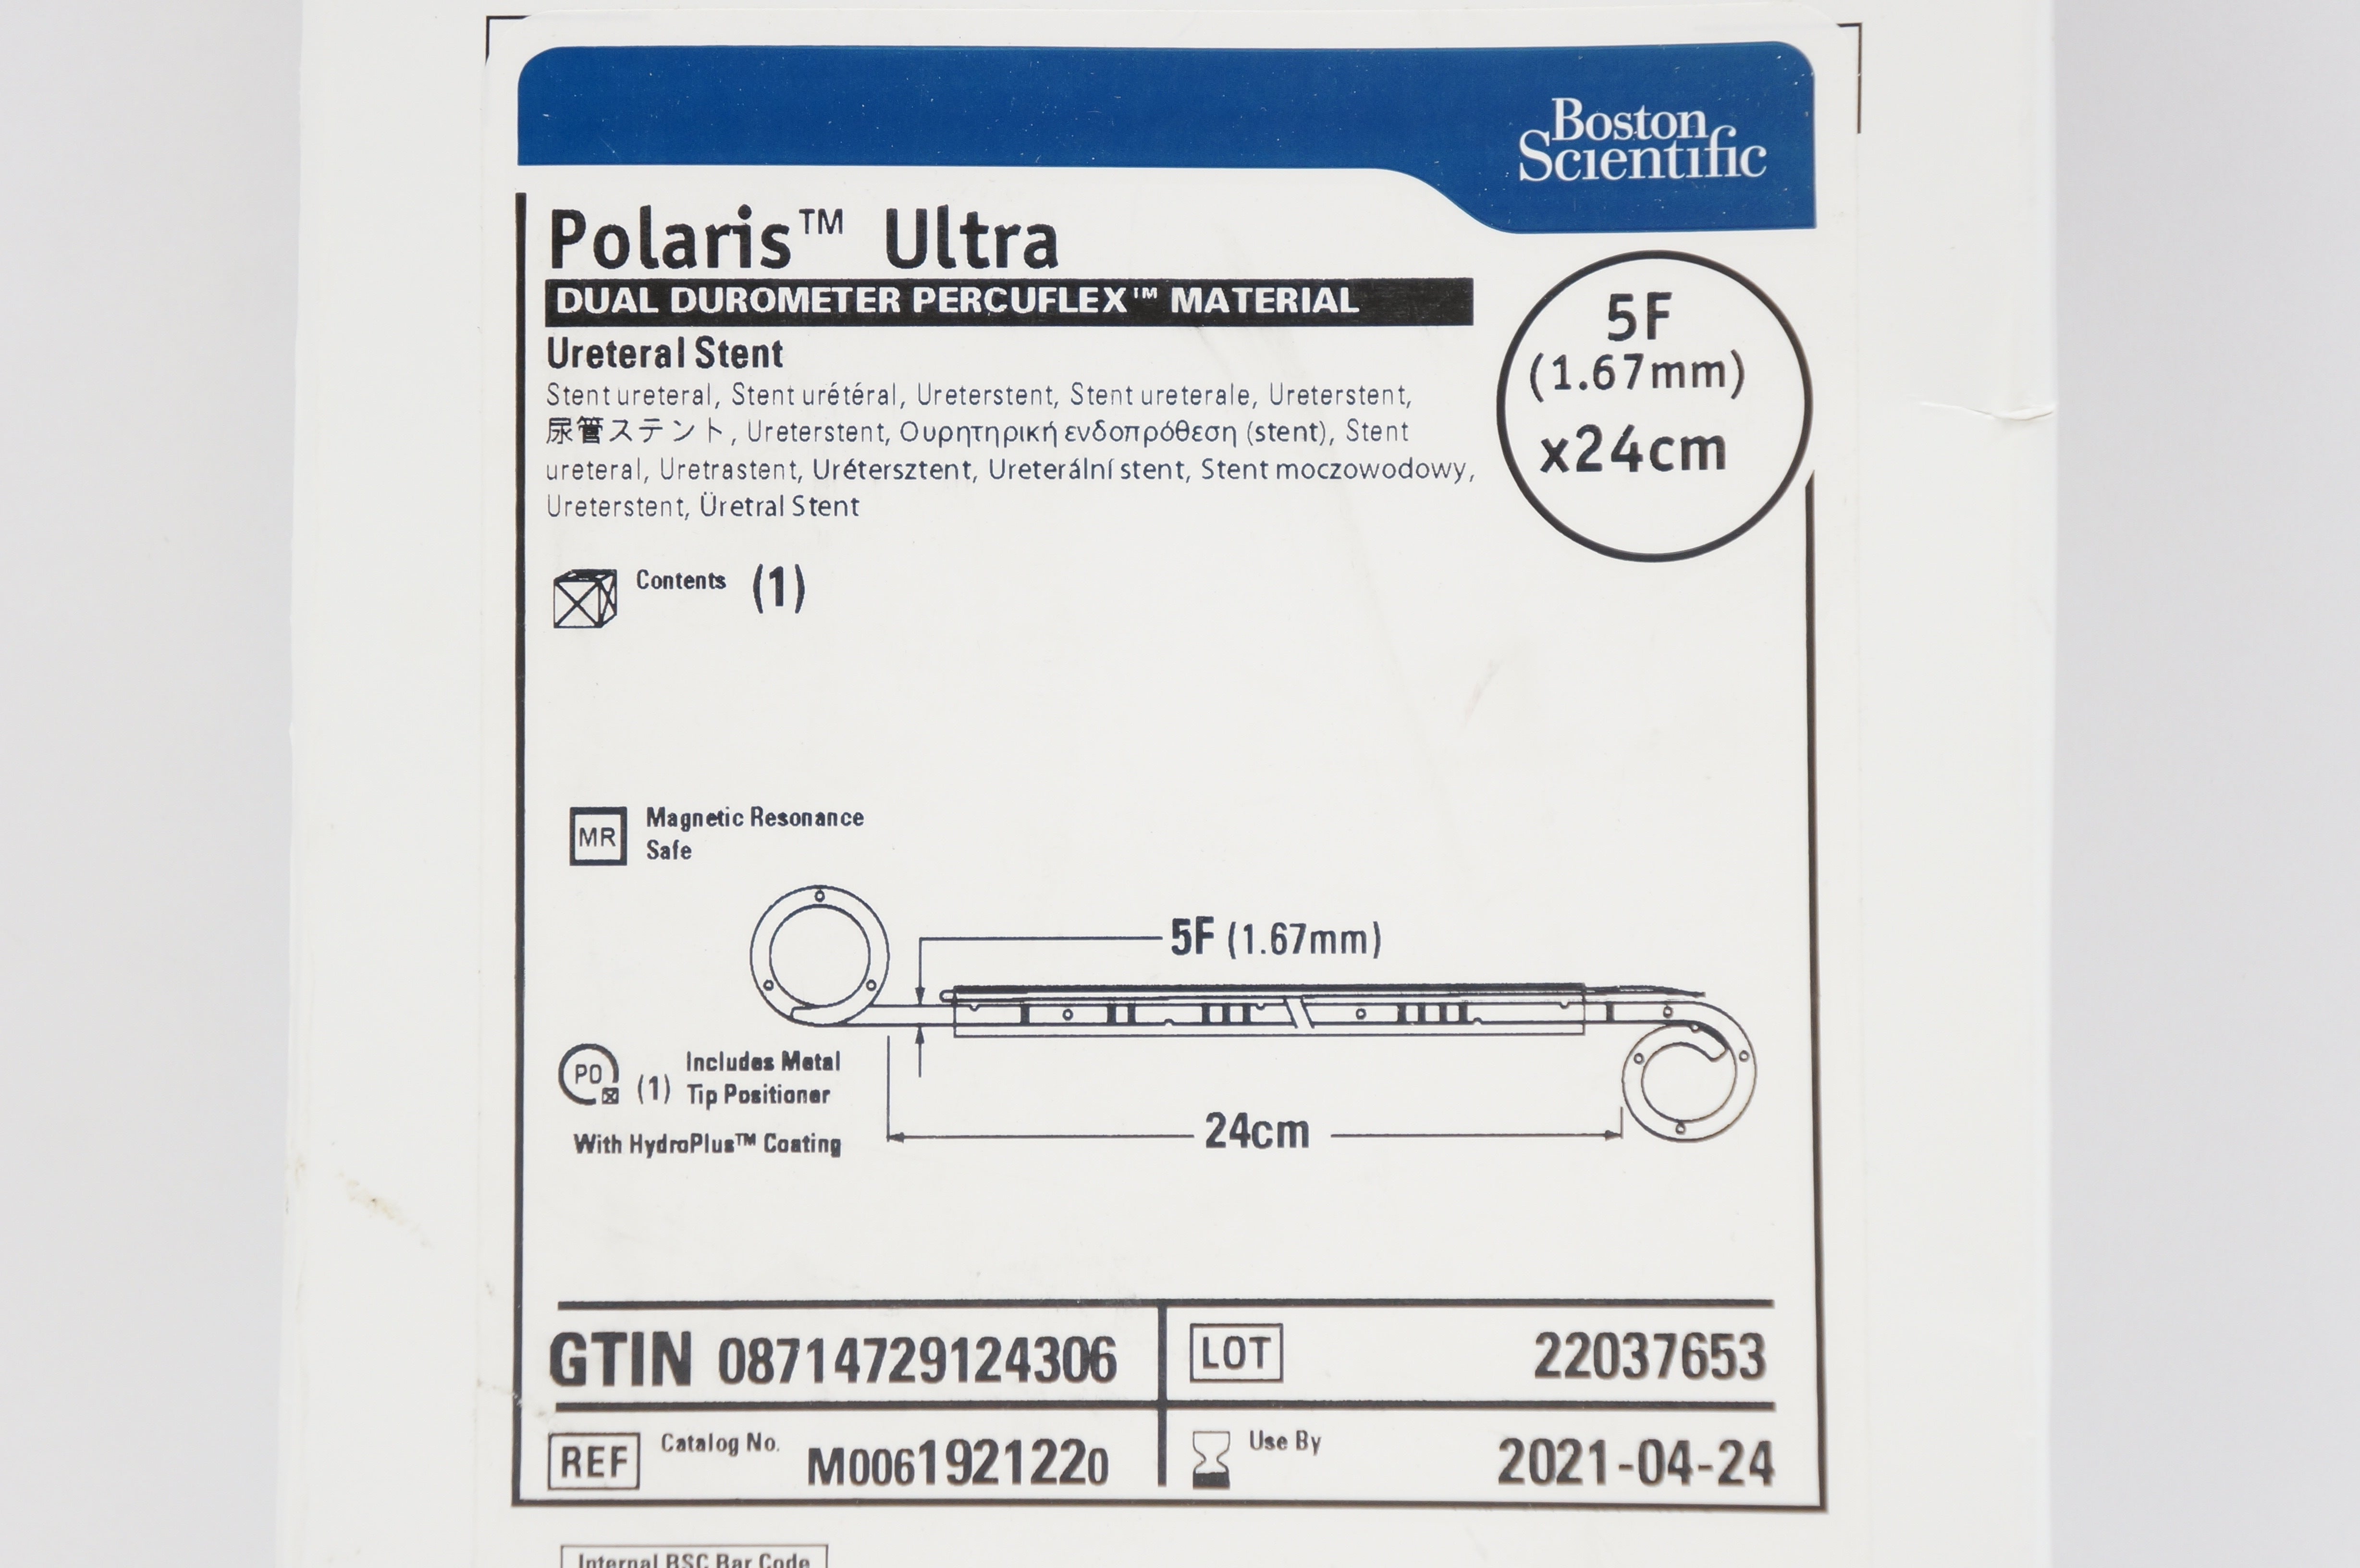 Boston
Scientific
Polaris™ Ultra
DUAL DUROMETER PERCUFLEX™ MATERIAL
Ureteral Stent
Stent ureteral, Stent urétéral, Ureterstent, Stent ureterale, Ureterstent,
尿管ステント, Ureterstent, Ουρητηρική ενδοπρόθεση (stent), Stent
ureteral, Uretrastent, Urétersztent, Ureterální stent, Stent moczowodowy,
Ureterstent, Üretral Stent
5F
(1.67mm)
x24cm
Contents (1)
MR Magnetic Resonance
Safe
5F (1.67mm)
PO (1) Includes Metal
Tip Positioner
With HydroPlus™ Coating
24cm
GTIN 08714729124306
LOT 22037653
REF Catalog No. M0061921220
Use By 2021-04-24
Internal BSC Bar Code